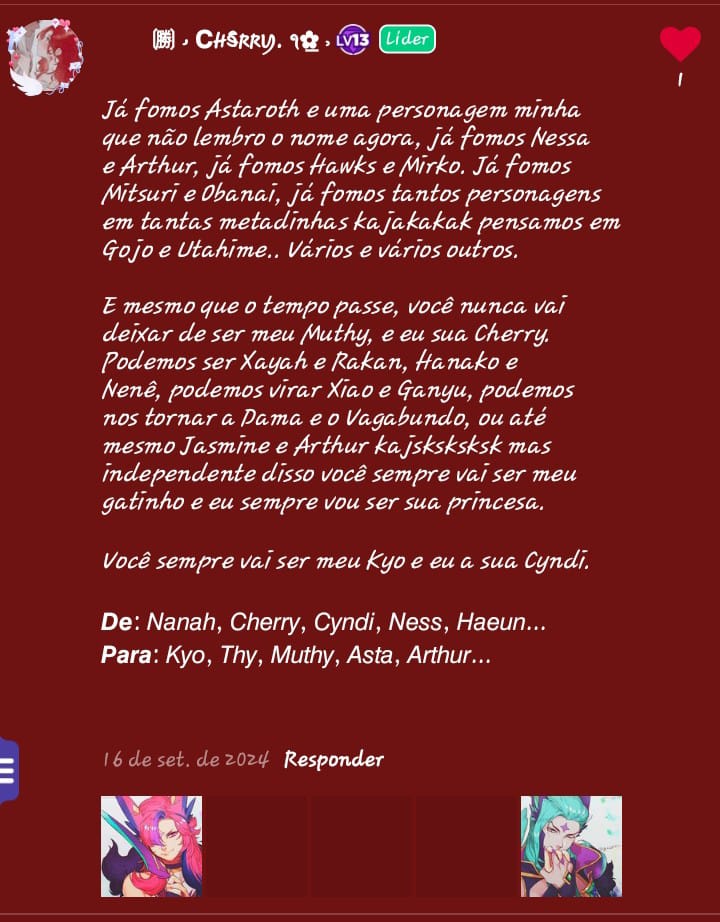 勝 , CHSRRY. ዓ✿ , LV13 Líder
1
Já fomos Astaroth e uma personagem minha
que não lembro o nome agora, já fomos Nessa
e Arthur, já fomos Hawks e Mirko. Já fomos
Mitsuri e Obanai, já fomos tantos personagens
em tantas metadinhas kajakakak pensamos em
Gojo e Utahime.. Vários e vários outros.
E mesmo que o tempo passe, você nunca vai
deixar de ser meu Muthy, e eu sua Cherry.
Podemos ser Xayah e Rakan, Hanako e
Nenê, podemos virar Xiao e Ganyu, podemos
nos tornar a Dama e o Vagabundo, ou até
mesmo Jasmine e Arthur kajsksksksk mas
independente disso você sempre vai ser meu
gatinho e eu sempre vou ser sua princesa.
Você sempre vai ser meu Kyo e eu a sua Cyndi.
De: Nanah, Cherry, Cyndi, Ness, Haeun...
Para: Kyo, Thy, Muthy, Asta, Arthur...
16 de set. de 2024 Responder